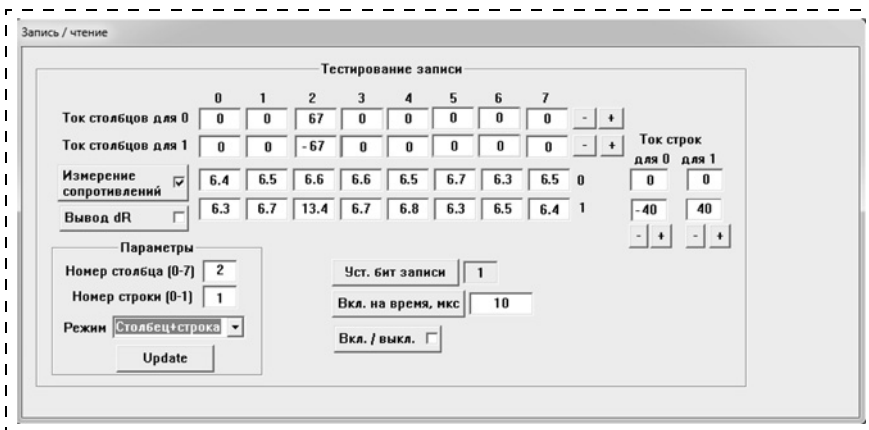 Запись / чтение
Тестирование записи
0 1 2 3 4 5 6 7
Ток столбцов для 0 0 0 67 0 0 0 0 0 - +
Ток столбцов для 1 0 0 -67 0 0 0 0 0 - +
Ток строк
для 0 для 1
Измерение сопротивлений 6.4 6.5 6.6 6.6 6.5 6.7 6.3 6.5 0 0 0
Вывод dR 6.3 6.7 13.4 6.7 6.8 6.3 6.5 6.4 1 -40 40
- + - +
Параметры
Номер столбца (0-7) 2
Номер строки (0-1) 1
Режим Столбец+строка
Update
Уст. бит записи 1
Вкл. на время, мкс 10
Вкл. / выкл.